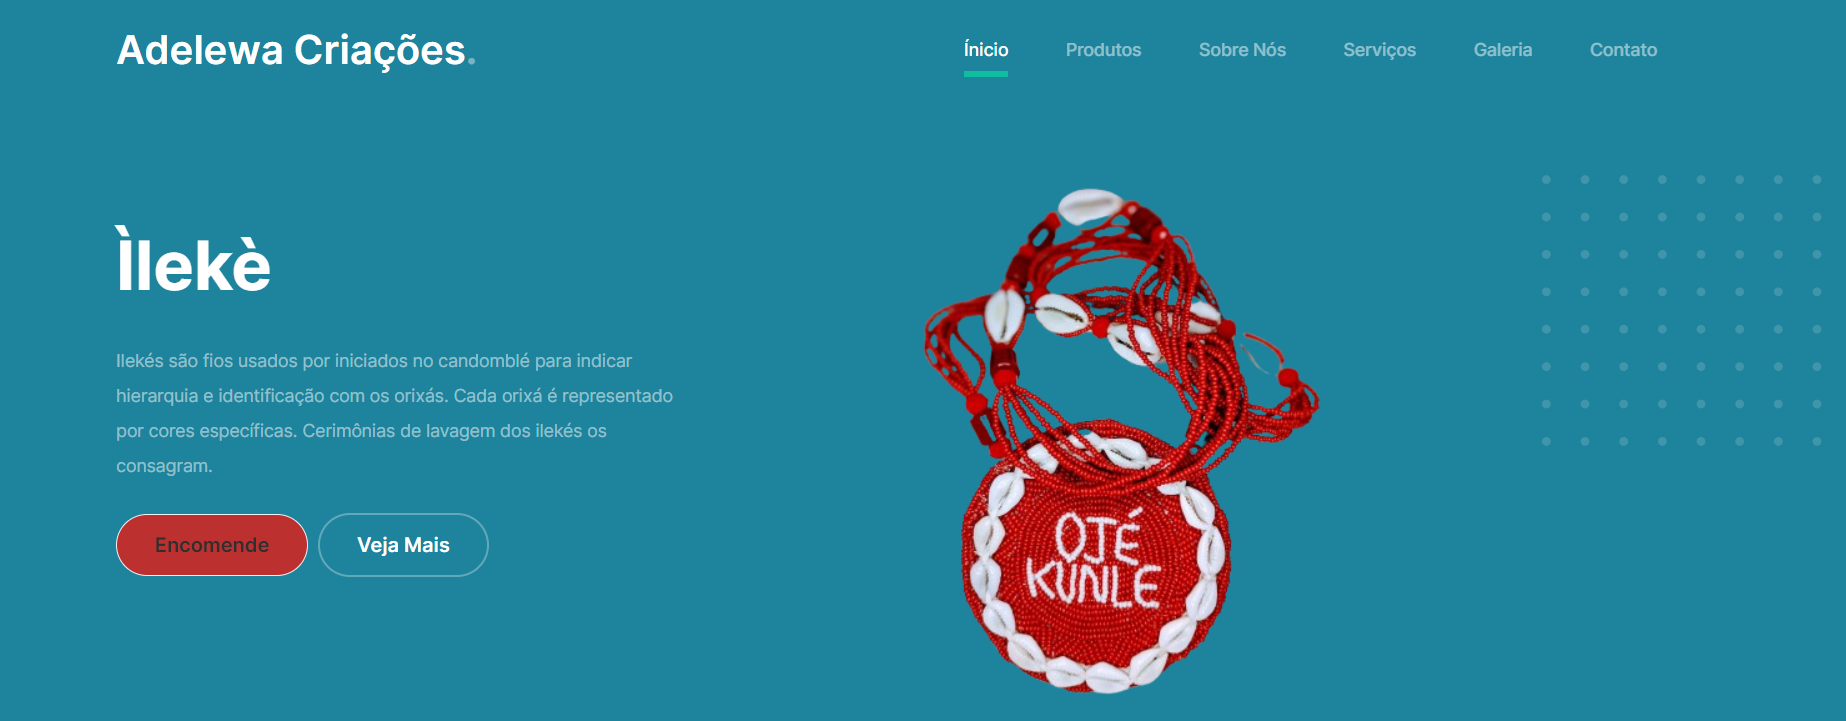 Adelewa Criações.
Ínicio Produtos Sobre Nós Serviços Galeria Contato
Ìlekè
Ilekés são fios usados por iniciados no candomblé para indicar
hierarquia e identificação com os orixás. Cada orixá é representado
por cores específicas. Cerimônias de lavagem dos ilekés os
consagram.
Encomende Veja Mais
OJÉ
KUNLE